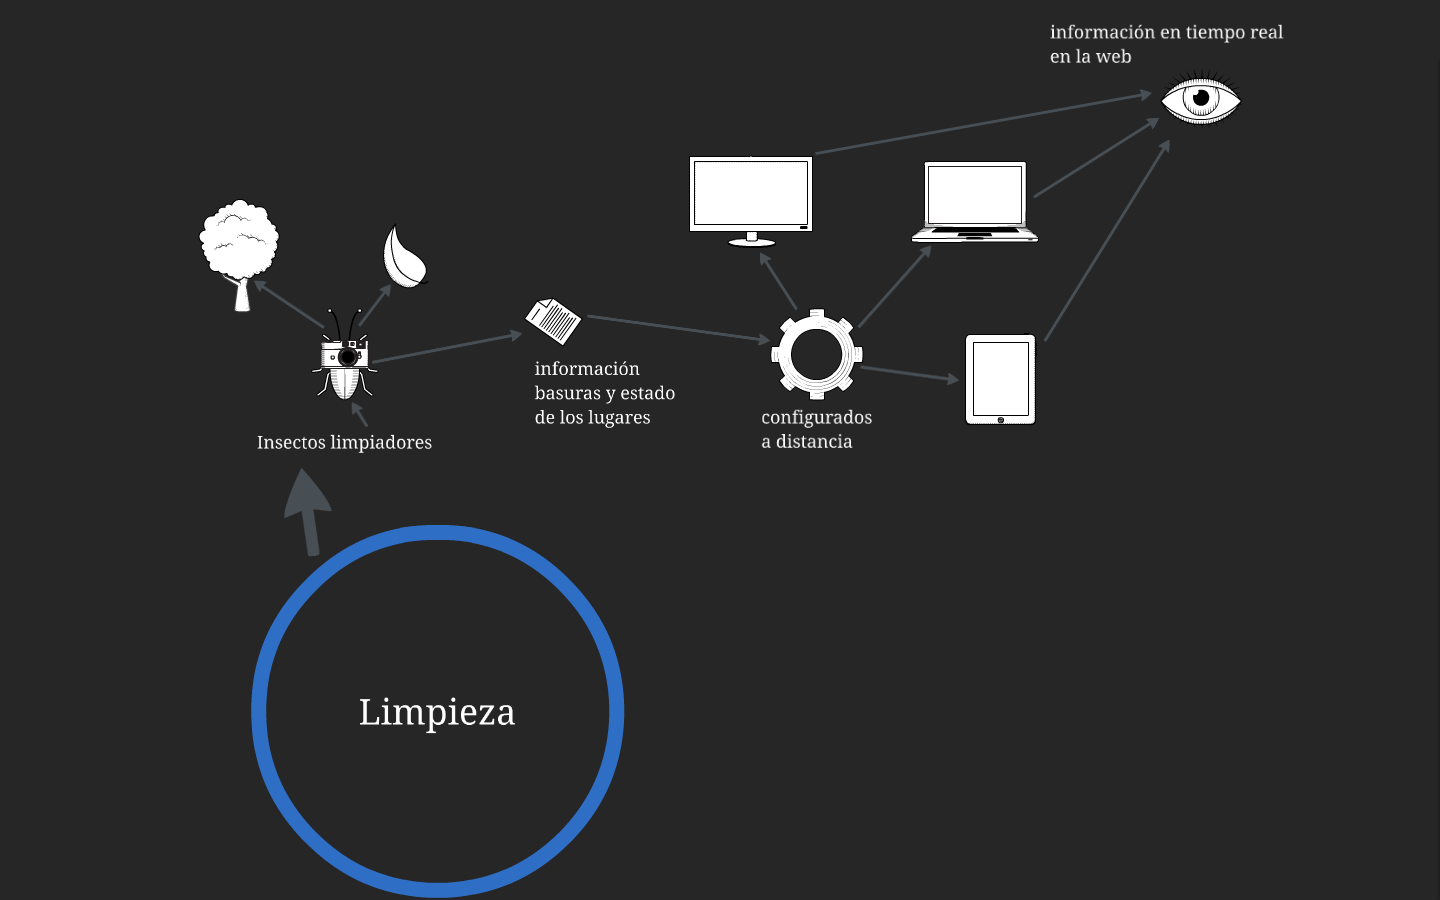 información en tiempo real
en la web
información
basuras y estado
de los lugares
configurados
a distancia
Insectos limpiadores
Limpieza